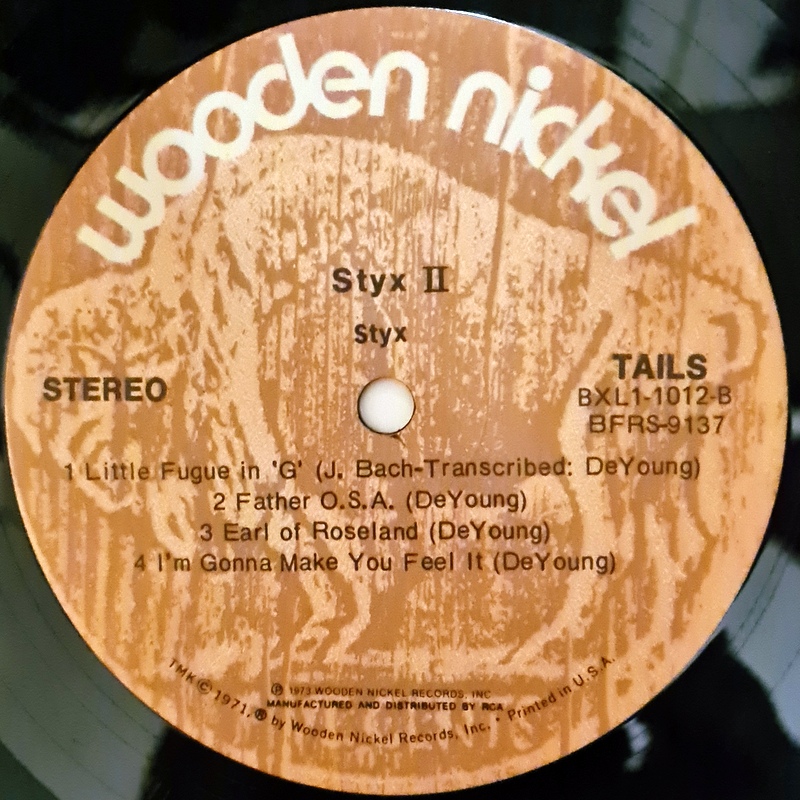 wooden nickel
Styx II
Styx
STEREO
TAILS
BXL1-1012-B
BFRS-9137
1 Little Fugue in 'G' (J. Bach-Transcribed: DeYoung)
2 Father O.S.A. (DeYoung)
3 Earl of Roseland (DeYoung)
4 I'm Gonna Make You Feel It (DeYoung)
℗ 1973 WOODEN NICKEL RECORDS, INC
MANUFACTURED AND DISTRIBUTED BY RCA
TMK © 1971, ® by Wooden Nickel Records, Inc. • Printed in U.S.A.